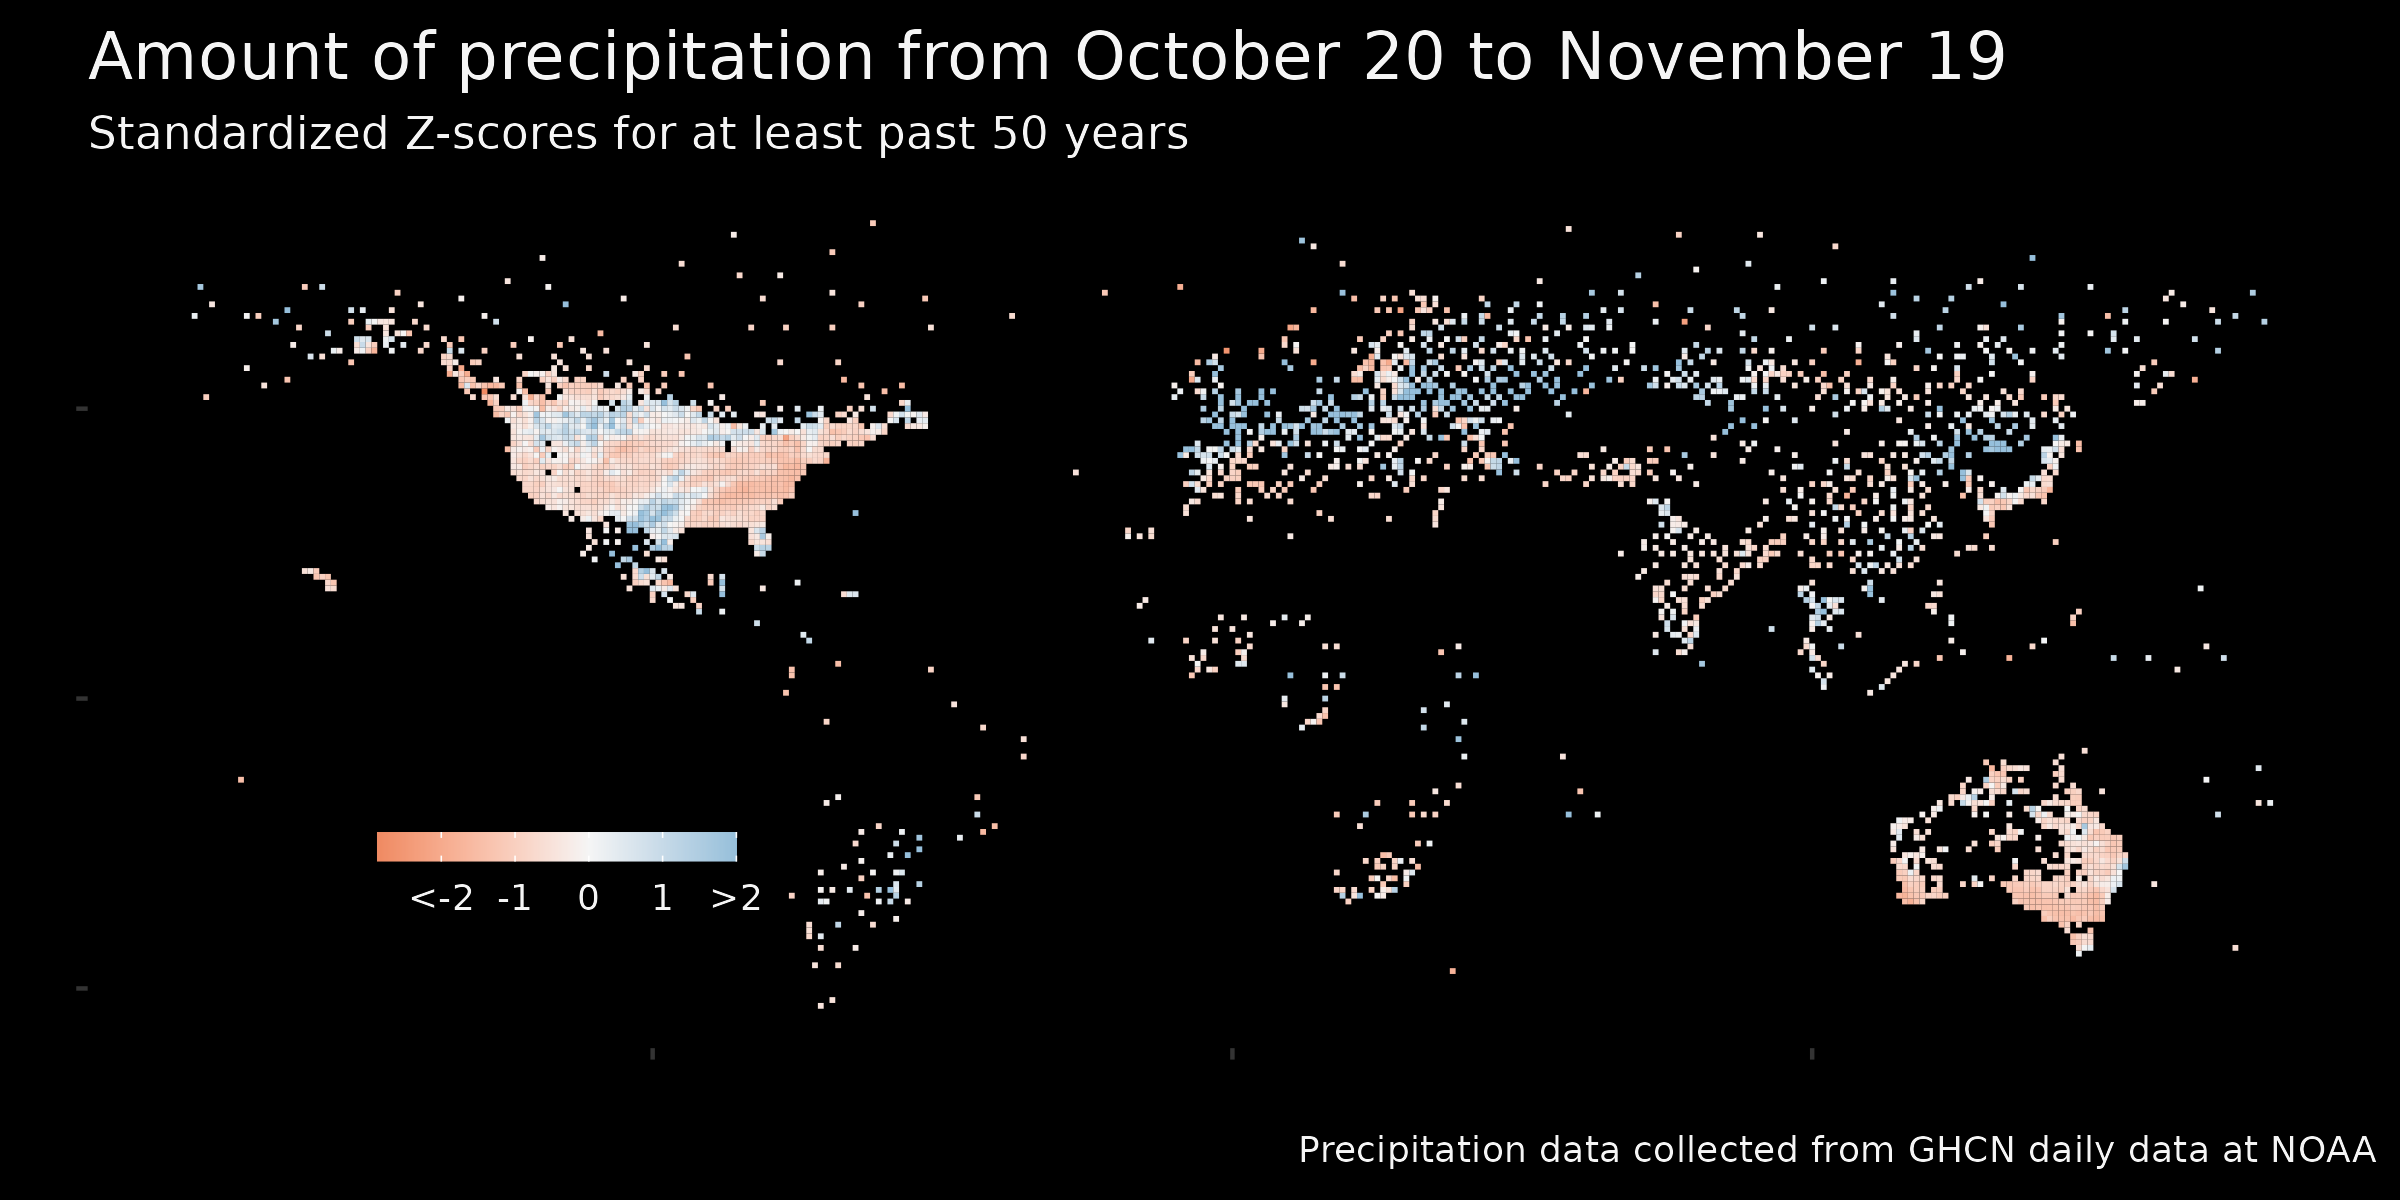 Amount of precipitation from October 20 to November 19
Standardized Z-scores for at least past 50 years
<-2 -1 0 1 >2
Precipitation data collected from GHCN daily data at NOAA